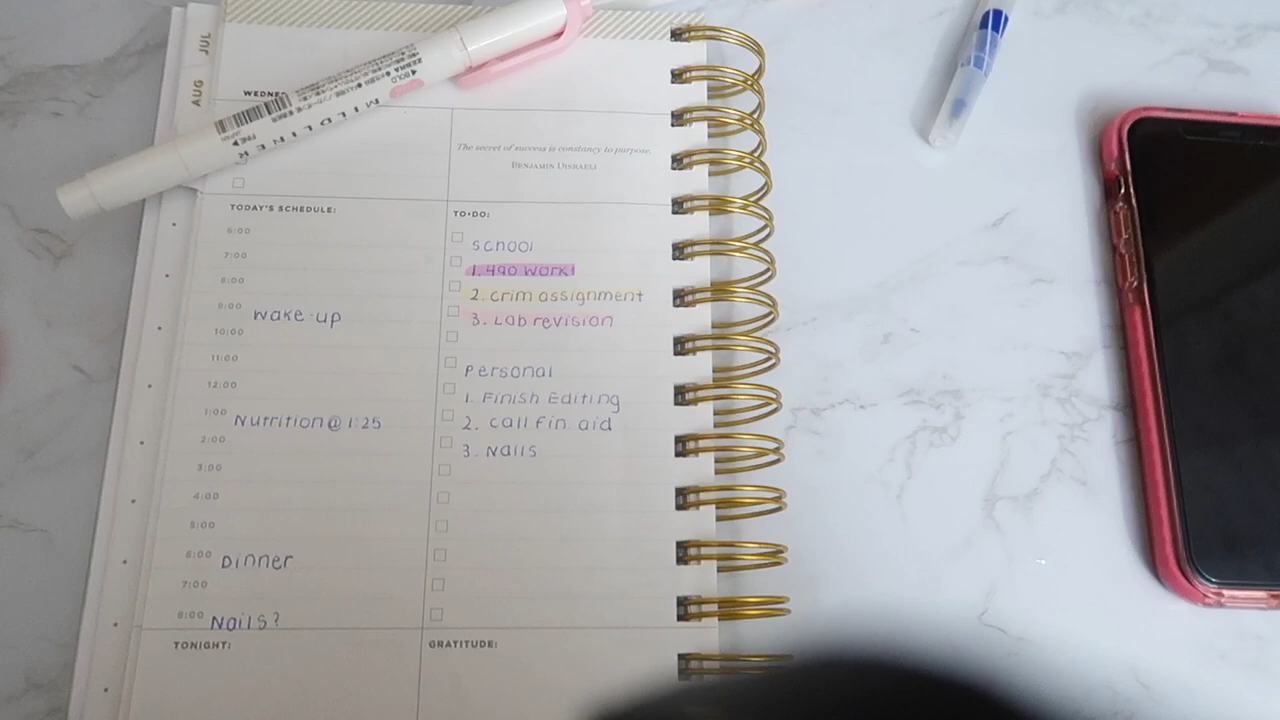 JUL
AUG
WEDNE
ZEBRA
BOLD
MILDLINER
FINE
JAPAN
The secret of success is constancy to purpose.
BENJAMIN DISRAELI
TODAY'S SCHEDULE:
6:00
7:00
8:00
9:00
wake-up
10:00
11:00
12:00
1:00
Nutrition @ 1:25
2:00
3:00
4:00
5:00
6:00 Dinner
7:00
8:00 Nails?
TO•DO:
school
1. 490 work!
2. crim assignment
3. Lab revision
Personal
1. Finish Editing
2. call fin. aid
3. Nails
TONIGHT:
GRATITUDE: